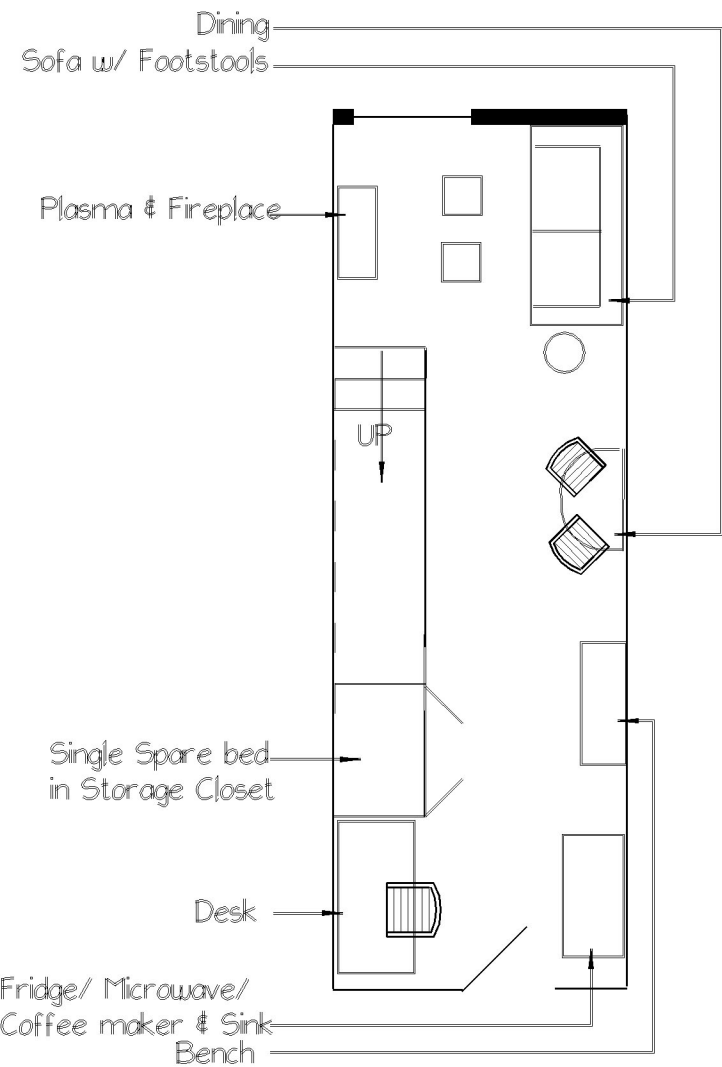 Dining
Sofa w/ Footstools
Plasma & Fireplace
UP
Single Spare bed
in Storage Closet
Desk
Fridge/ Microwave/
Coffee maker & Sink
Bench